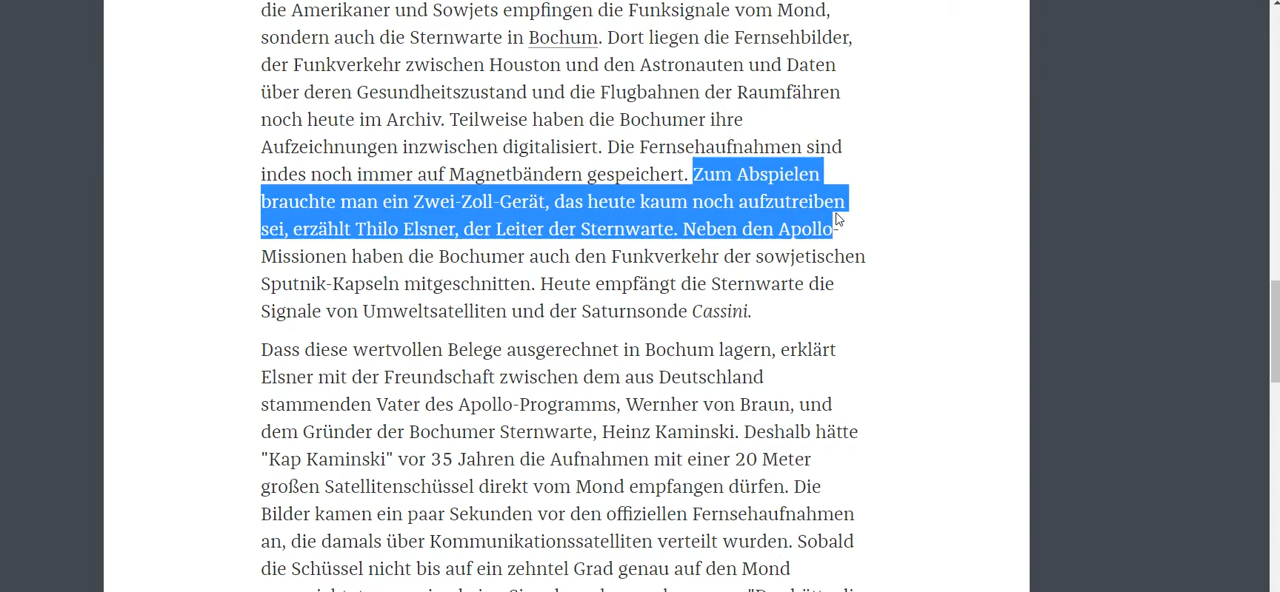 die Amerikaner und Sowjets empfingen die Funksignale vom Mond,
sondern auch die Sternwarte in Bochum. Dort liegen die Fernsehbilder,
der Funkverkehr zwischen Houston und den Astronauten und Daten
über deren Gesundheitszustand und die Flugbahnen der Raumfähren
noch heute im Archiv. Teilweise haben die Bochumer ihre
Aufzeichnungen inzwischen digitalisiert. Die Fernsehaufnahmen sind
indes noch immer auf Magnetbändern gespeichert. Zum Abspielen
brauchte man ein Zwei-Zoll-Gerät, das heute kaum noch aufzutreiben
sei, erzählt Thilo Elsner, der Leiter der Sternwarte. Neben den Apollo-
Missionen haben die Bochumer auch den Funkverkehr der sowjetischen
Sputnik-Kapseln mitgeschnitten. Heute empfängt die Sternwarte die
Signale von Umweltsatelliten und der Saturnsonde Cassini.
Dass diese wertvollen Belege ausgerechnet in Bochum lagern, erklärt
Elsner mit der Freundschaft zwischen dem aus Deutschland
stammenden Vater des Apollo-Programms, Wernher von Braun, und
dem Gründer der Bochumer Sternwarte, Heinz Kaminski. Deshalb hätte
"Kap Kaminski" vor 35 Jahren die Aufnahmen mit einer 20 Meter
großen Satellitenschüssel direkt vom Mond empfangen dürfen. Die
Bilder kamen ein paar Sekunden vor den offiziellen Fernsehaufnahmen
an, die damals über Kommunikationssatelliten verteilt wurden. Sobald
die Schüssel nicht bis auf ein zehntel Grad genau auf den Mond